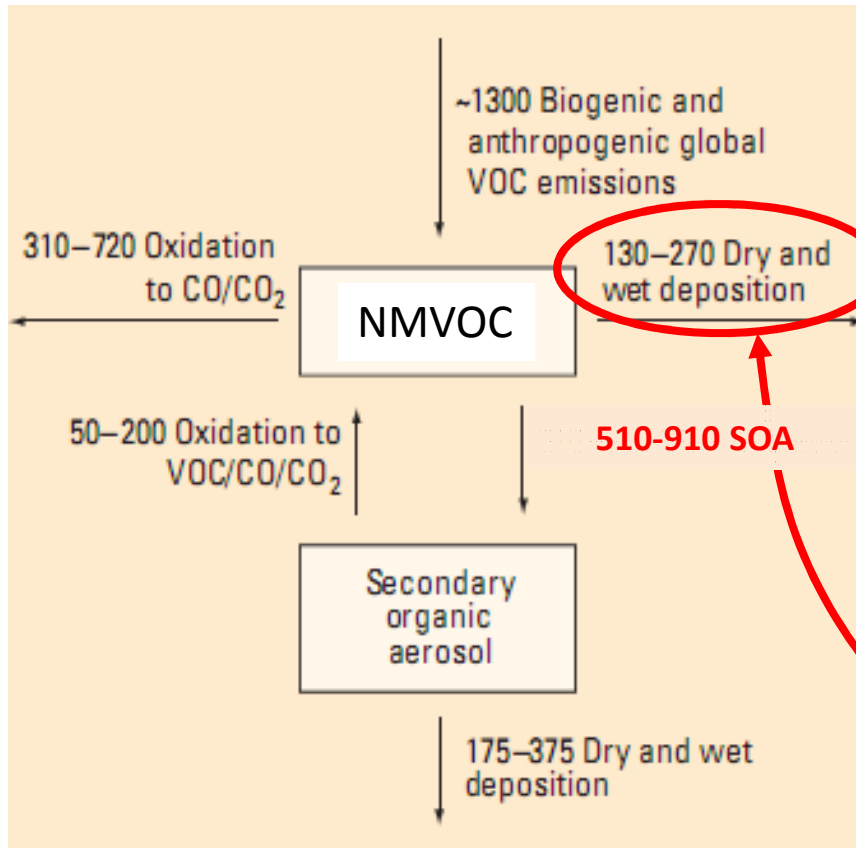 ~1300 Biogenic and
anthropogenic global
VOC emissions
310–720 Oxidation
to CO/CO₂
130–270 Dry and
wet deposition
NMVOC
50–200 Oxidation to
VOC/CO/CO₂
510-910 SOA
Secondary
organic
aerosol
175–375 Dry and wet
deposition